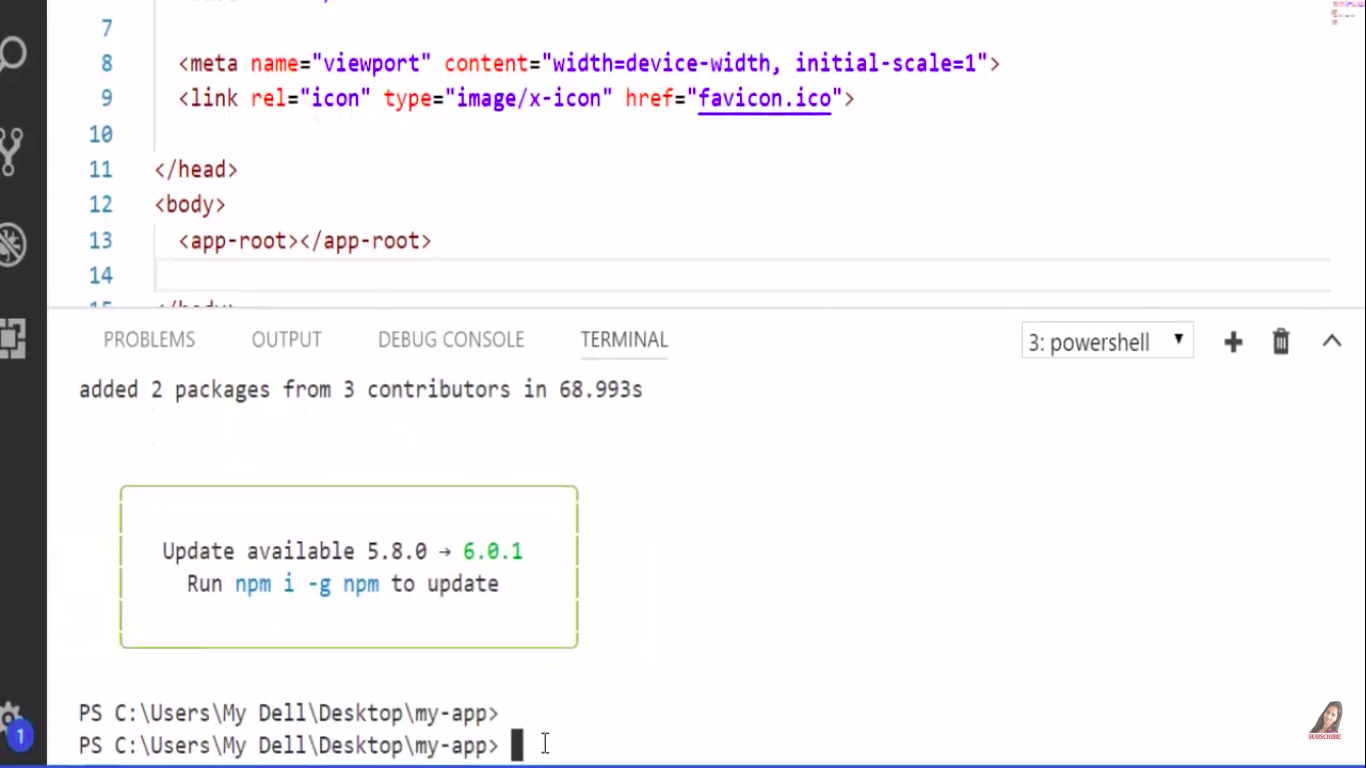 7
8 <meta name="viewport" content="width=device-width, initial-scale=1">
9 <link rel="icon" type="image/x-icon" href="favicon.ico">
10
11 </head>
12 <body>
13 <app-root></app-root>
14
15 </body>
PROBLEMS OUTPUT DEBUG CONSOLE TERMINAL 3: powershell
added 2 packages from 3 contributors in 68.993s
Update available 5.8.0 → 6.0.1
Run npm i -g npm to update
PS C:\Users\My Dell\Desktop\my-app>
PS C:\Users\My Dell\Desktop\my-app>
1
SUBSCRIBE